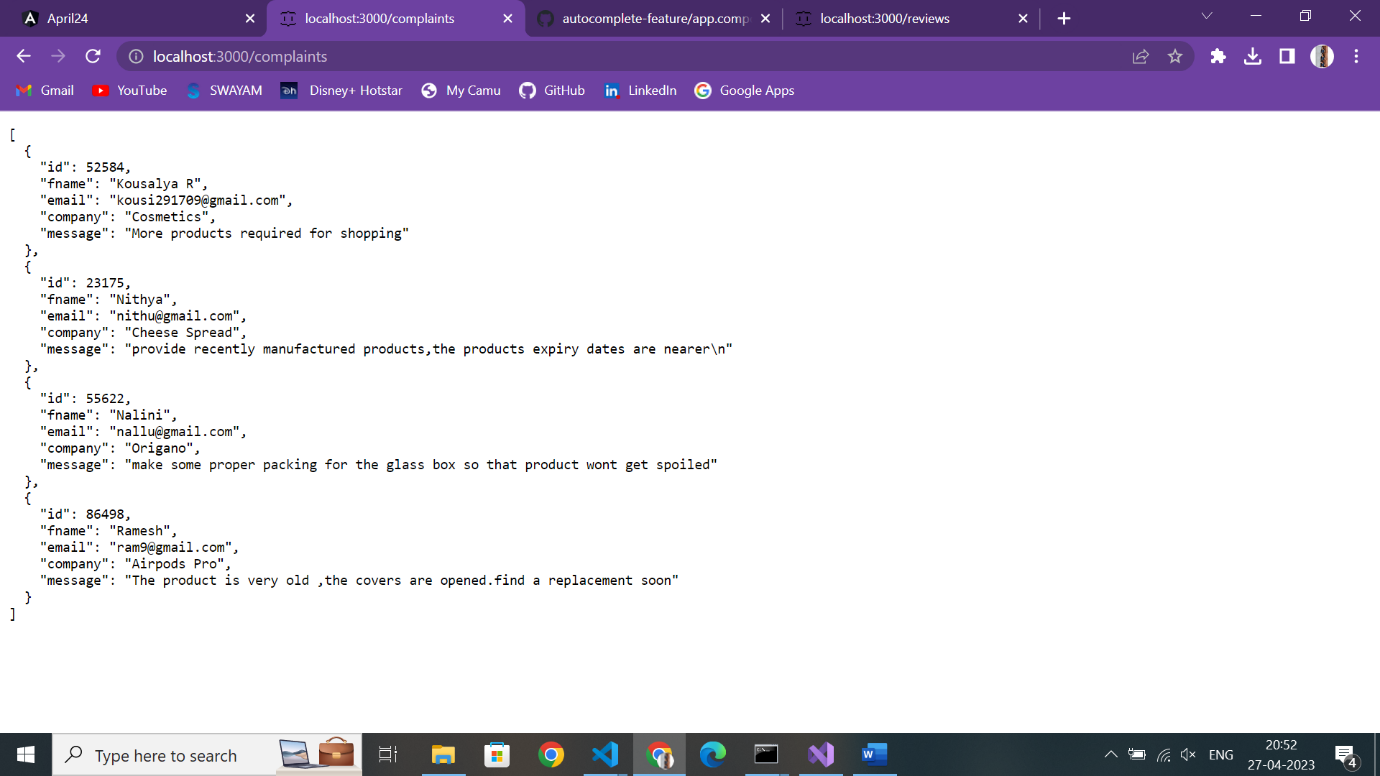 April24
localhost:3000/complaints
autocomplete-feature/app.comp
localhost:3000/reviews
localhost:3000/complaints
Gmail YouTube SWAYAM Disney+ Hotstar My Camu GitHub LinkedIn Google Apps
[
  {
    "id": 52584,
    "fname": "Kousalya R",
    "email": "kousi291709@gmail.com",
    "company": "Cosmetics",
    "message": "More products required for shopping"
  },
  {
    "id": 23175,
    "fname": "Nithya",
    "email": "nithu@gmail.com",
    "company": "Cheese Spread",
    "message": "provide recently manufactured products,the products expiry dates are nearer\n"
  },
  {
    "id": 55622,
    "fname": "Nalini",
    "email": "nallu@gmail.com",
    "company": "Origano",
    "message": "make some proper packing for the glass box so that product wont get spoiled"
  },
  {
    "id": 86498,
    "fname": "Ramesh",
    "email": "ram9@gmail.com",
    "company": "Airpods Pro",
    "message": "The product is very old ,the covers are opened.find a replacement soon"
  }
]
Type here to search
ENG
20:52
27-04-2023
4